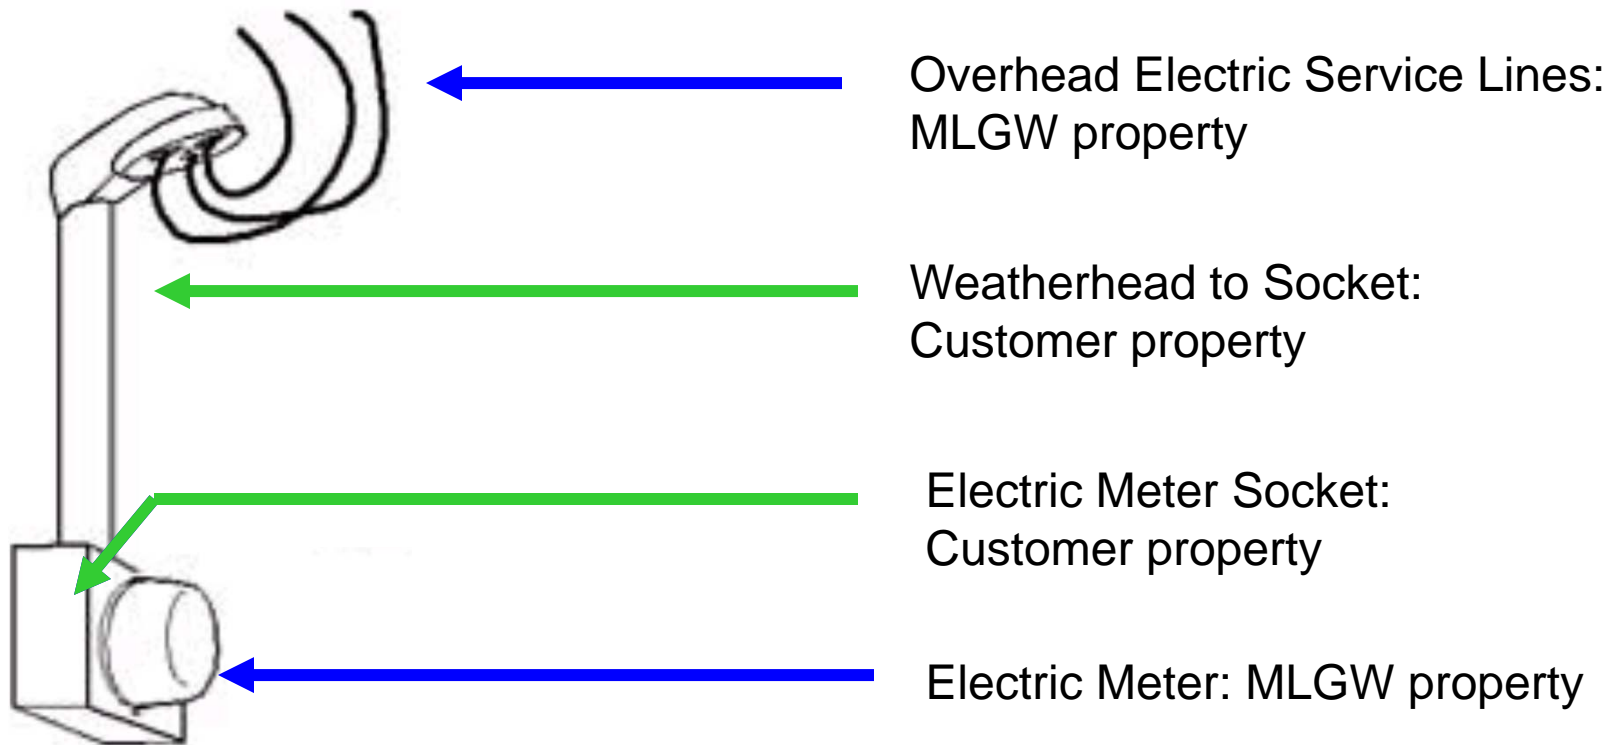 Overhead Electric Service Lines:
MLGW property
Weatherhead to Socket:
Customer property
Electric Meter Socket:
Customer property
Electric Meter: MLGW property